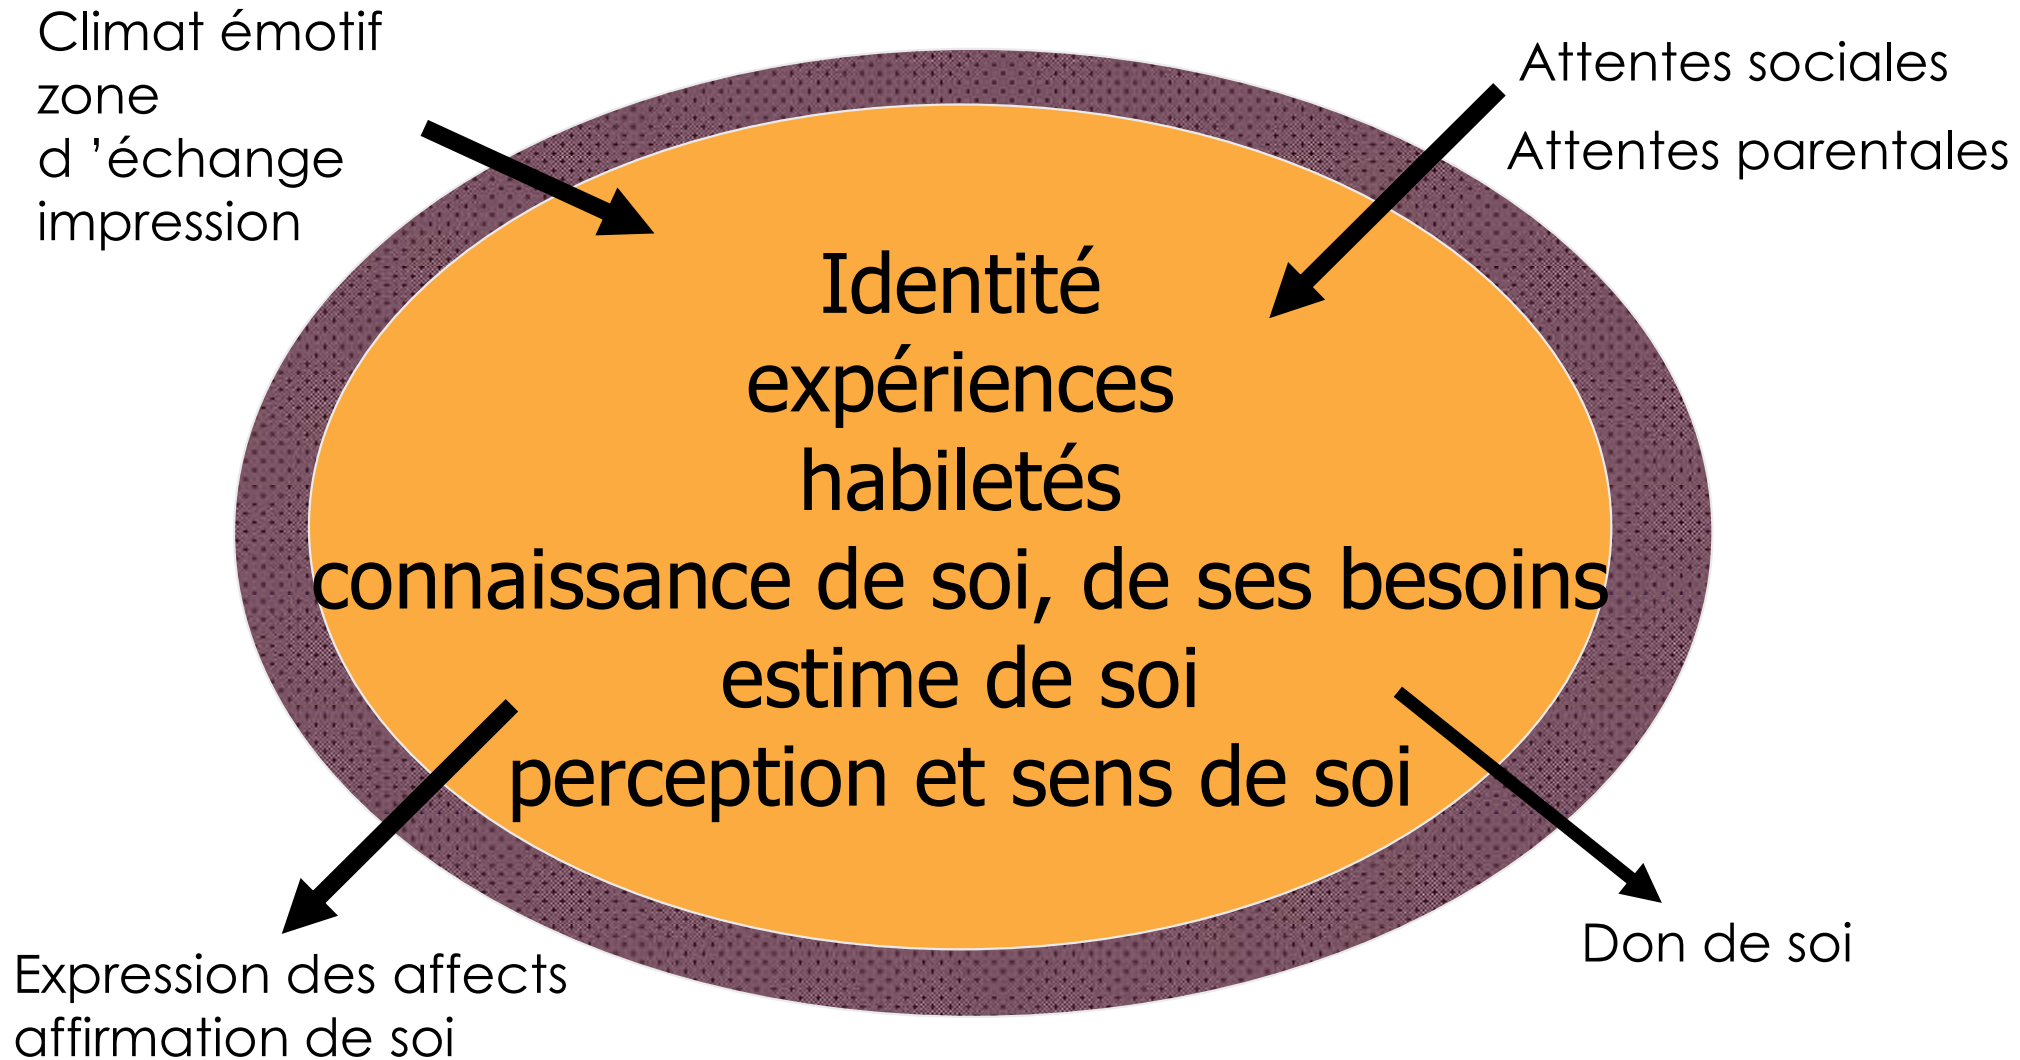 Climat émotif
zone
d ’échange
impression
Attentes sociales
Attentes parentales
Identité
expériences
habiletés
connaissance de soi, de ses besoins
estime de soi
perception et sens de soi
Expression des affects
affirmation de soi
Don de soi